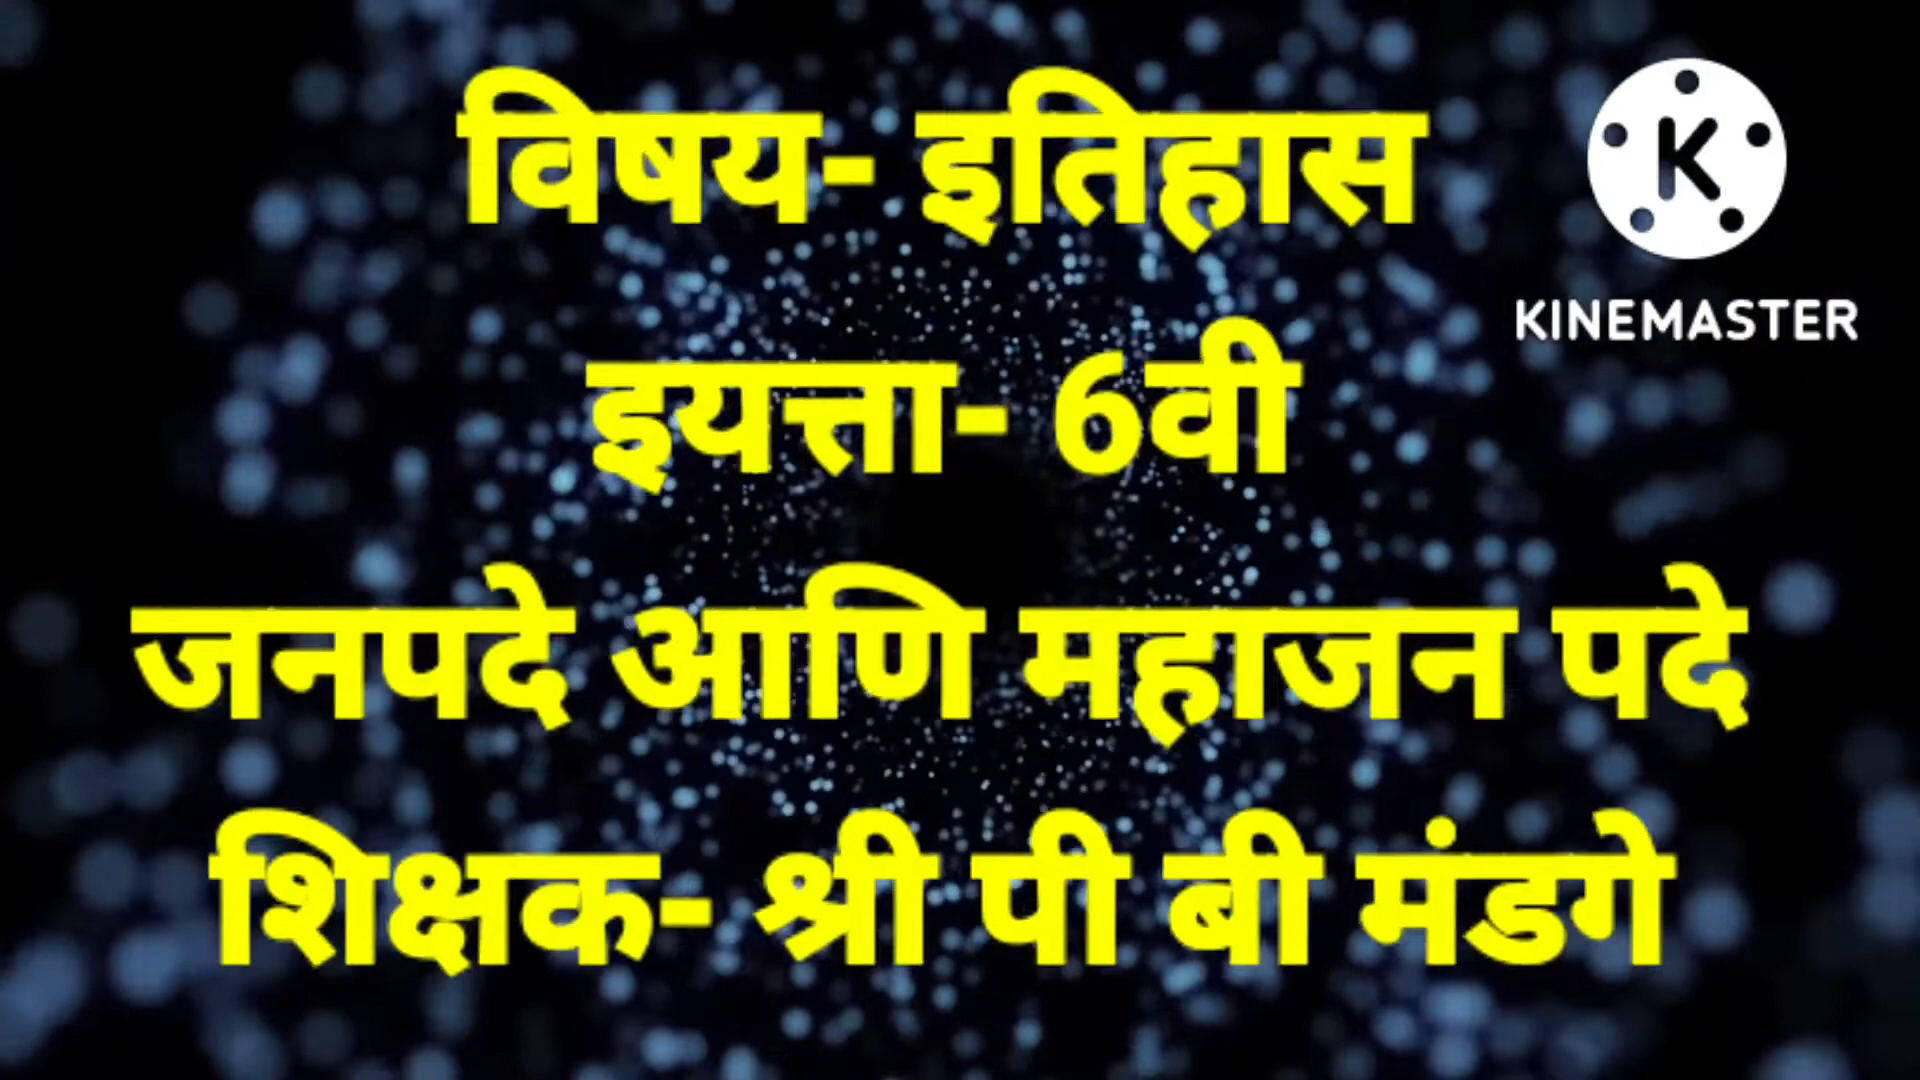 विषय- इतिहास
KINEMASTER
इयत्ता- 6वी
जनपदे आणि महाजन पदे
शिक्षक- श्री पी बी मंडगे